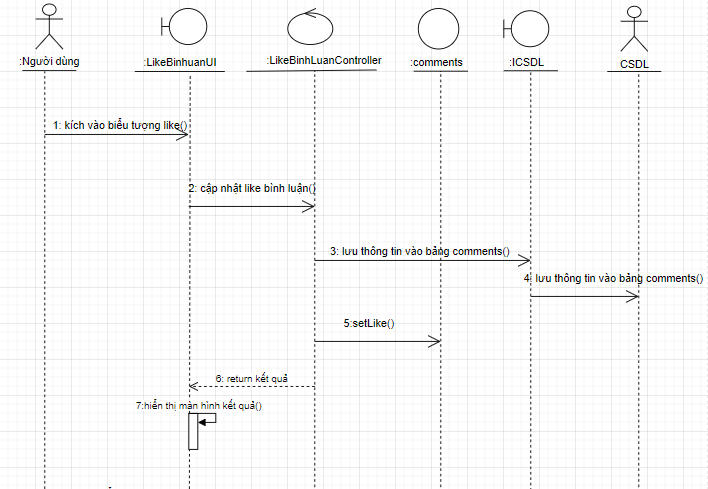 :Người dùng
:LikeBinhuanUI
:LikeBinhLuanController
:comments
:ICSDL
CSDL
1: kích vào biểu tượng like()
2: cập nhật like bình luận()
3: lưu thông tin vào bảng comments()
4: lưu thông tin vào bảng comments()
5:setLike()
6: return kết quả
7:hiển thị màn hình kết quả()